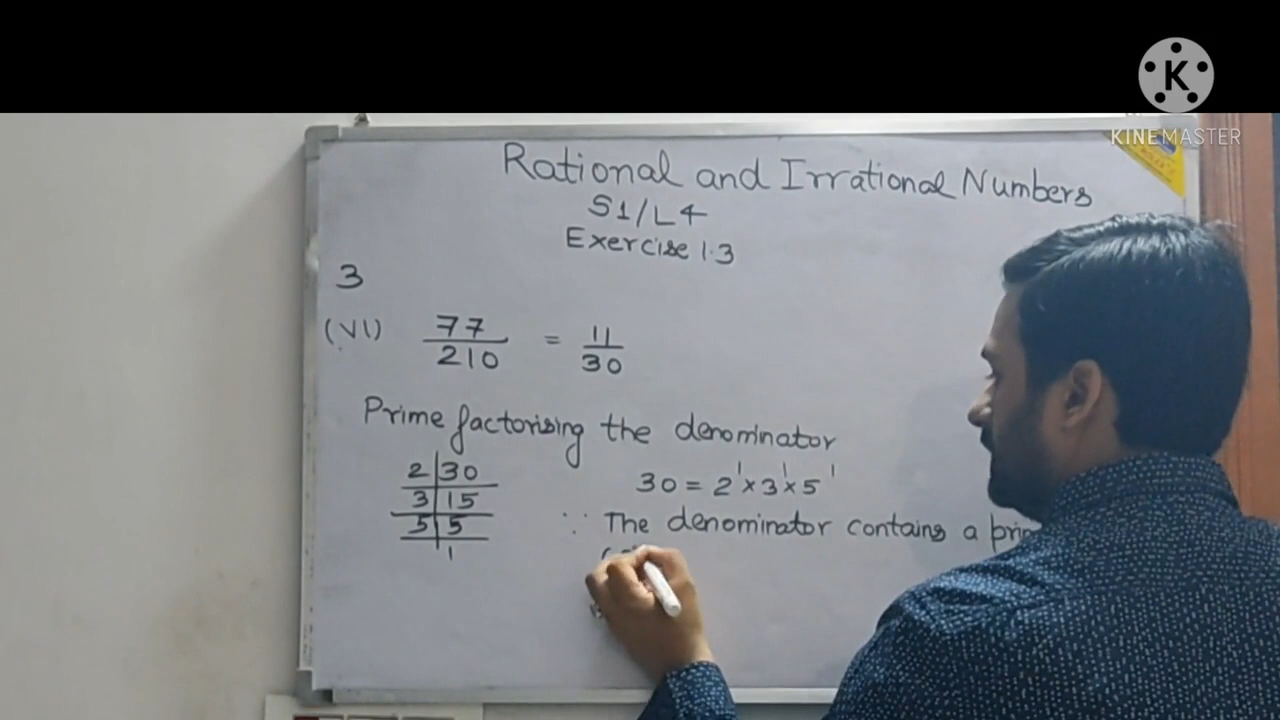 K
KINEMASTER
Rational and Irrational Numbers
S1/L4
Exercise 1.3
3
(VI) 77/210 = 11/30
Prime factorising the denominator
2 | 30
3 | 15
5 | 5
1
30 = 2¹ × 3¹ × 5¹
∵ The denominator contains a